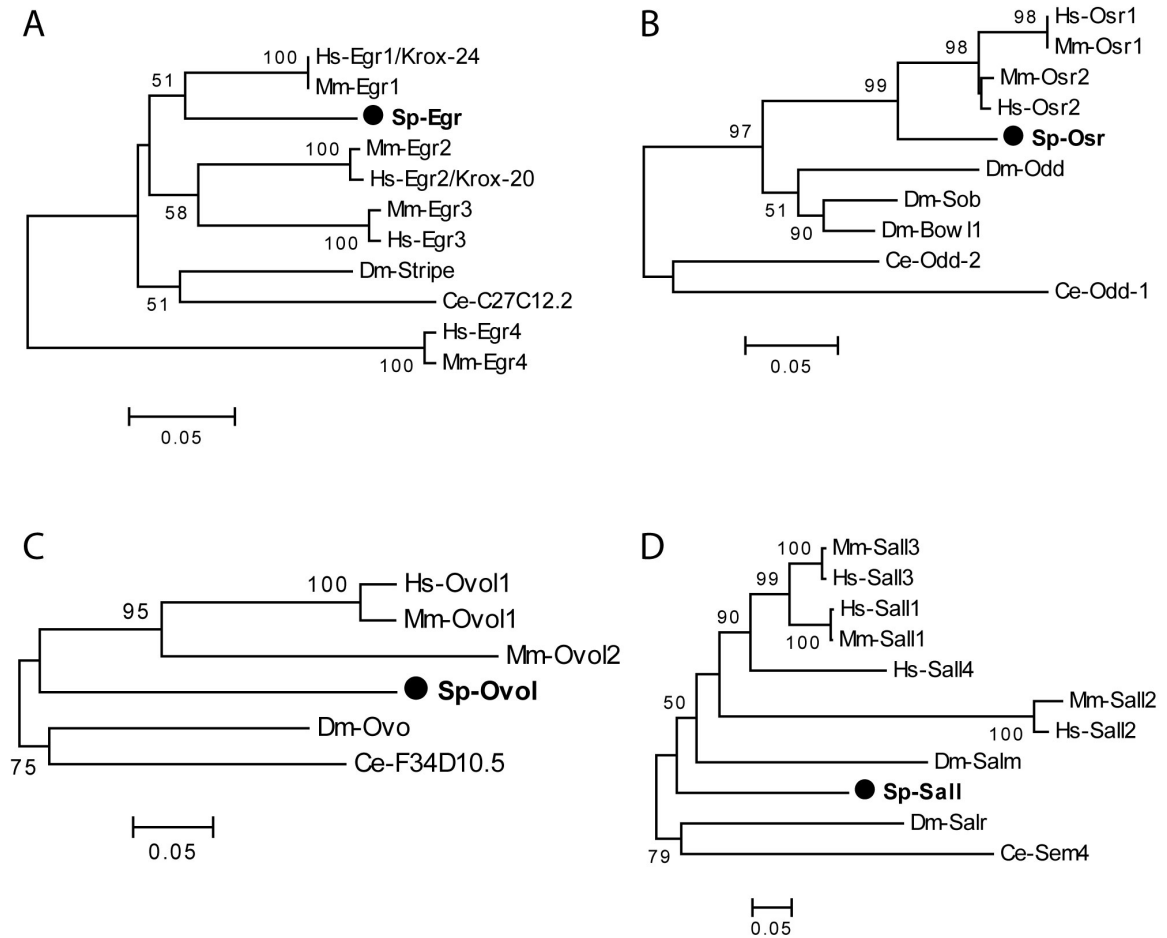 A
100
Hs-Egr1/Krox-24
51
Mm-Egr1
Sp-Egr
100
Mm-Egr2
Hs-Egr2/Krox-20
58
Mm-Egr3
100
Hs-Egr3
Dm-Stripe
51
Ce-C27C12.2
Hs-Egr4
100
Mm-Egr4
0.05
B
98
Hs-Osr1
98
Mm-Osr1
99
Mm-Osr2
Hs-Osr2
97
Sp-Osr
Dm-Odd
51
Dm-Sob
90
Dm-Bow l1
Ce-Odd-2
Ce-Odd-1
0.05
C
100
Hs-Ovol1
95
Mm-Ovol1
Mm-Ovol2
Sp-Ovol
Dm-Ovo
75
Ce-F34D10.5
0.05
D
100
Mm-Sall3
99
Hs-Sall3
90
Hs-Sall1
100
Mm-Sall1
Hs-Sall4
50
Mm-Sall2
100
Hs-Sall2
Dm-Salm
Sp-Sall
Dm-Salr
79
Ce-Sem4
0.05